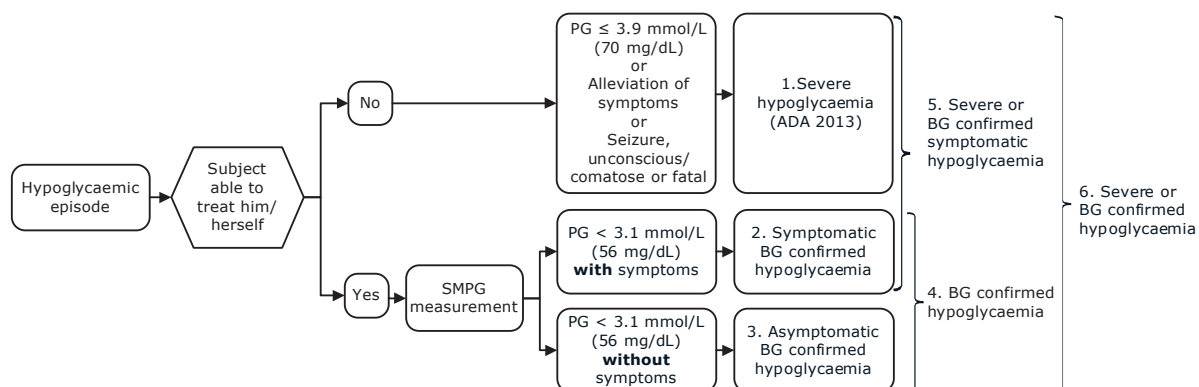 Hypoglycaemic
episode
Subject
able to
treat him/
herself
No
Yes
SMPG
measurement
PG ≤ 3.9 mmol/L
(70 mg/dL)
or
Alleviation of
symptoms
or
Seizure,
unconscious/
comatose or fatal
1.Severe
hypoglycaemia
(ADA 2013)
PG < 3.1 mmol/L
(56 mg/dL)
with symptoms
2. Symptomatic
BG confirmed
hypoglycaemia
PG < 3.1 mmol/L
(56 mg/dL)
without
symptoms
3. Asymptomatic
BG confirmed
hypoglycaemia
5. Severe or
BG confirmed
symptomatic
hypoglycaemia
4. BG confirmed
hypoglycaemia
6. Severe or
BG confirmed
hypoglycaemia